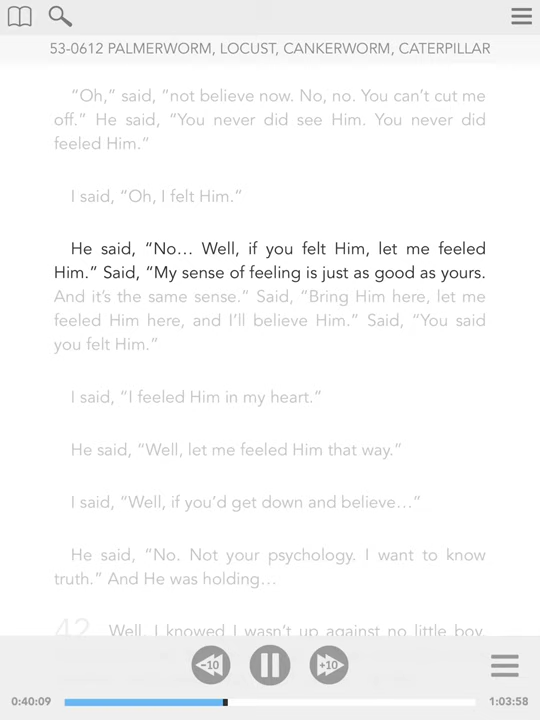 53-0612 PALMERWORM, LOCUST, CANKERWORM, CATERPILLAR
“Oh,” said, “not believe now. No, no. You can’t cut me
off.” He said, “You never did see Him. You never did
feeled Him.”
I said, “Oh, I felt Him.”
He said, “No… Well, if you felt Him, let me feeled
Him.” Said, “My sense of feeling is just as good as yours.
And it’s the same sense.” Said, “Bring Him here, let me
feeled Him here, and I’ll believe Him.” Said, “You said
you felt Him.”
I said, “I feeled Him in my heart.”
He said, “Well, let me feeled Him that way.”
I said, “Well, if you’d get down and believe…”
He said, “No. Not your psychology. I want to know
truth.” And He was holding…
42 Well, I knowed I wasn’t up against no little boy.
-10
+10
0:40:09
1:03:58